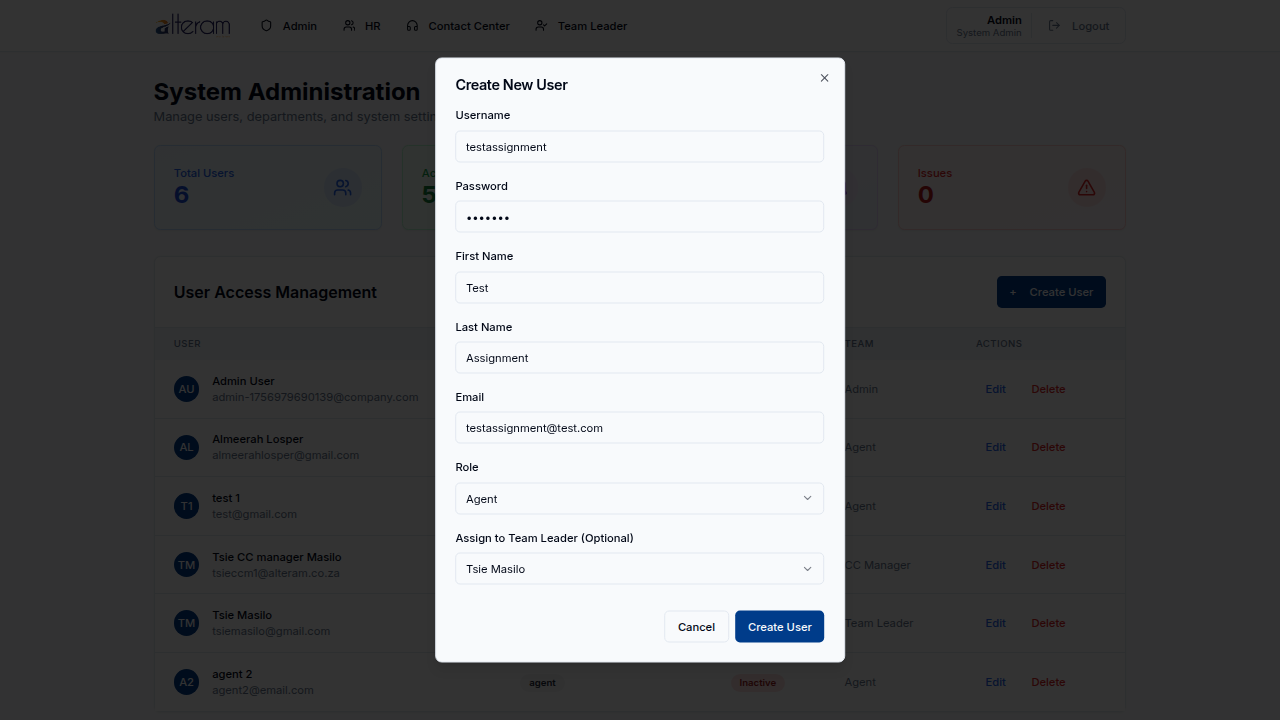 alteram
Admin
HR
Contact Center
Team Leader
Admin
System Admin
Logout
System Administration
Manage users, departments, and system settin
Total Users
6
Ac
5
Issues
0
User Access Management
+ Create User
USER
TEAM
ACTIONS
AU
Admin User
admin-1756979690139@company.com
Admin
Edit
Delete
AL
Almeerah Losper
almeerahlosper@gmail.com
Agent
Edit
Delete
T1
test 1
test@gmail.com
Agent
Edit
Delete
TM
Tsie CC manager Masilo
tsieccm1@alteram.co.za
CC Manager
Edit
Delete
TM
Tsie Masilo
tsiemasilo@gmail.com
Team Leader
Edit
Delete
A2
agent 2
agent2@email.com
agent
Inactive
Agent
Edit
Delete
Create New User
Username
testassignment
Password
•••••••
First Name
Test
Last Name
Assignment
Email
testassignment@test.com
Role
Agent
Assign to Team Leader (Optional)
Tsie Masilo
Cancel
Create User